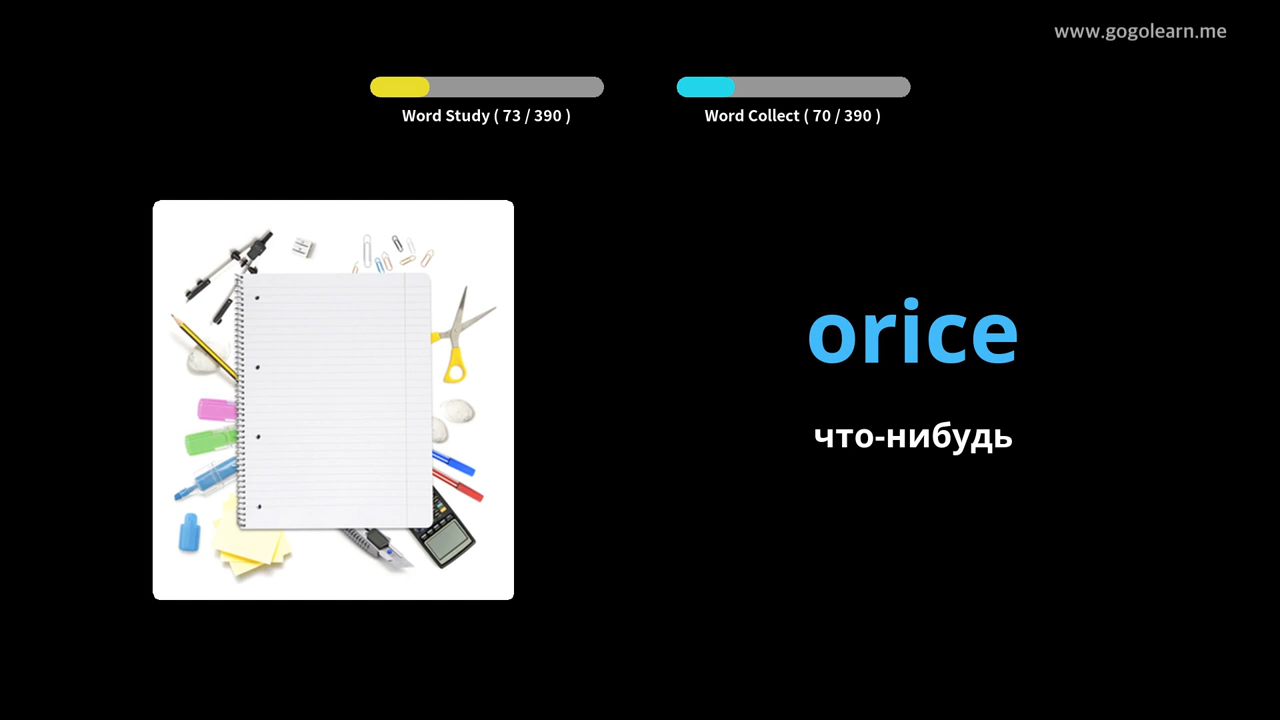 www.gogolearn.me
Word Study ( 73 / 390 )
Word Collect ( 70 / 390 )
orice
что-нибудь